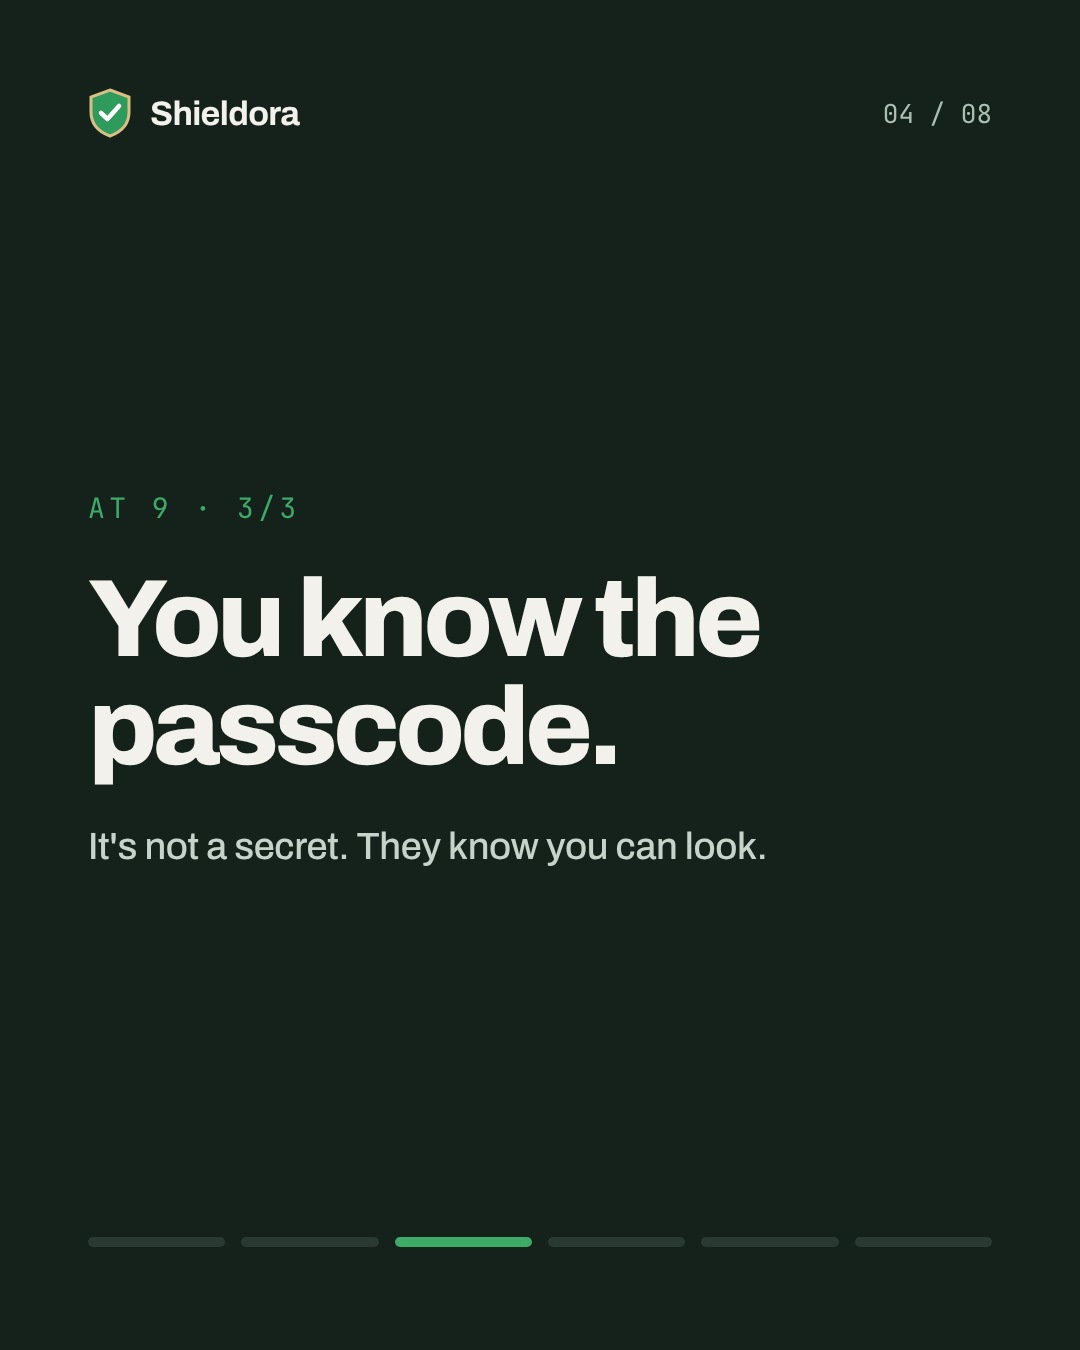 Shieldora
04 / 08
AT 9 · 3/3
You know the
passcode.
It's not a secret. They know you can look.